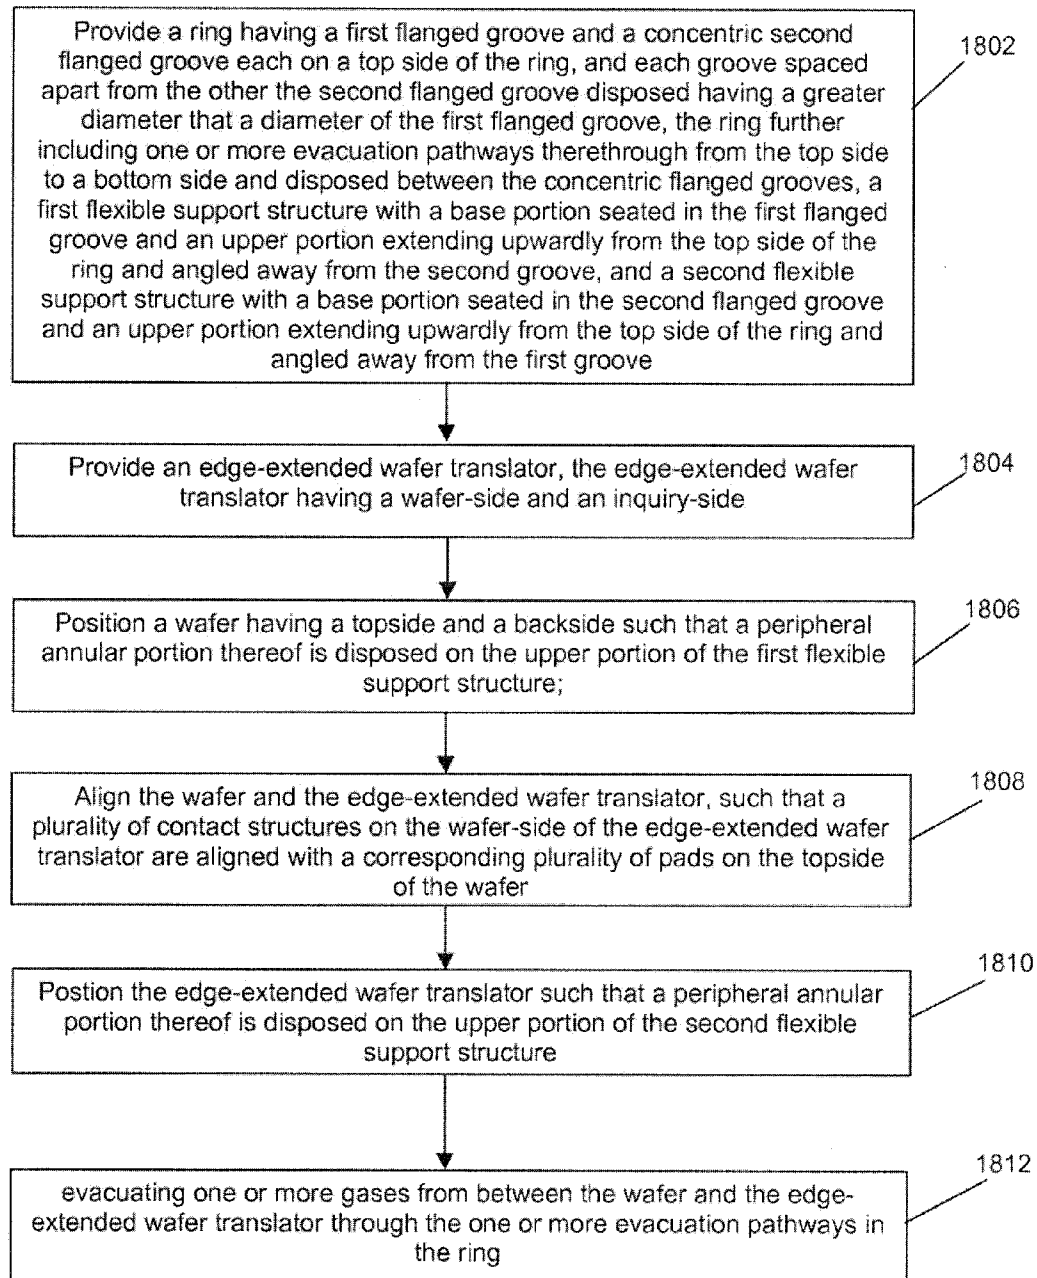 Provide a ring having a first flanged groove and a concentric second
flanged groove each on a top side of the ring, and each groove spaced
apart from the other the second flanged groove disposed having a greater
diameter that a diameter of the first flanged groove, the ring further
including one or more evacuation pathways therethrough from the top side
to a bottom side and disposed between the concentric flanged grooves, a
first flexible support structure with a base portion seated in the first flanged
groove and an upper portion extending upwardly from the top side of the
ring and angled away from the second groove, and a second flexible
support structure with a base portion seated in the second flanged groove
and an upper portion extending upwardly from the top side of the ring and
angled away from the first groove
1802
Provide an edge-extended wafer translator, the edge-extended wafer
translator having a wafer-side and an inquiry-side
1804
Position a wafer having a topside and a backside such that a peripheral
annular portion thereof is disposed on the upper portion of the first flexible
support structure;
1806
Align the wafer and the edge-extended wafer translator, such that a
plurality of contact structures on the wafer-side of the edge-extended wafer
translator are aligned with a corresponding plurality of pads on the topside
of the wafer
1808
Postion the edge-extended wafer translator such that a peripheral annular
portion thereof is disposed on the upper portion of the second flexible
support structure
1810
evacuating one or more gases from between the wafer and the edge-
extended wafer translator through the one or more evacuation pathways in
the ring
1812